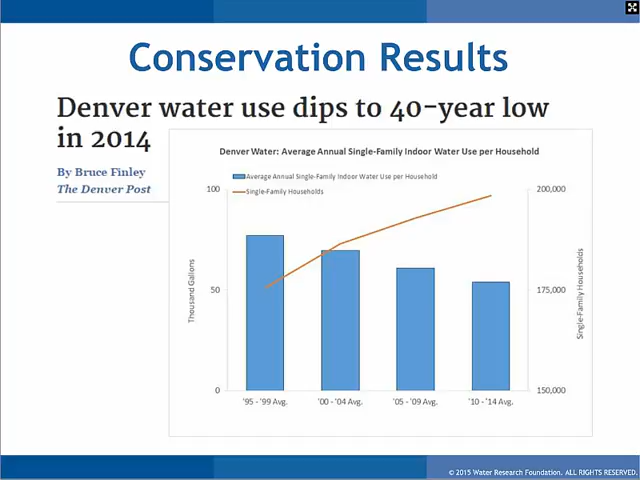 Conservation Results
Denver water use dips to 40-year low
in 2014
By Bruce Finley
The Denver Post
Denver Water: Average Annual Single-Family Indoor Water Use per Household
Average Annual Single-Family Indoor Water Use per Household
Single-Family Households
100
50
0
Thousand Gallons
200,000
175,000
150,000
Single-Family Households
'95 - '99 Avg.
'00 - '04 Avg.
'05 - '09 Avg.
'10 - '14 Avg.
© 2015 Water Research Foundation. ALL RIGHTS RESERVED.